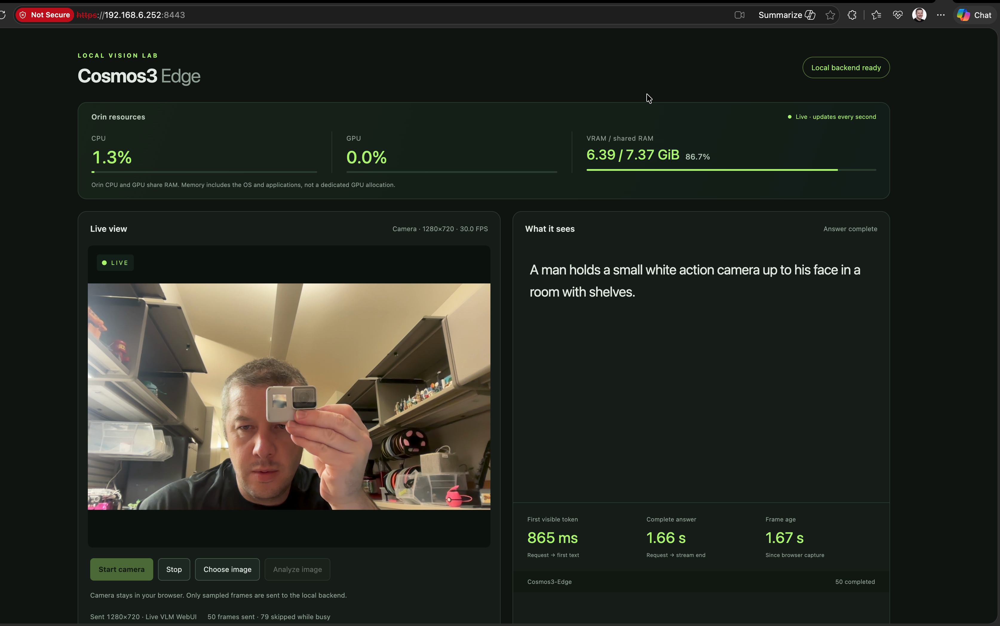 Not Secure https://192.168.6.252:8443
Summarize
Chat
LOCAL VISION LAB
Cosmos3 Edge
Local backend ready
Orin resources
Live · updates every second
CPU
1.3%
GPU
0.0%
VRAM / shared RAM
6.39 / 7.37 GiB 86.7%
Orin CPU and GPU share RAM. Memory includes the OS and applications, not a dedicated GPU allocation.
Live view
Camera · 1280×720 · 30.0 FPS
LIVE
Start camera
Stop
Choose image
Analyze image
Camera stays in your browser. Only sampled frames are sent to the local backend.
Sent 1280×720 · Live VLM WebUI 50 frames sent · 79 skipped while busy
What it sees
Answer complete
A man holds a small white action camera up to his face in a
room with shelves.
First visible token
865 ms
Request → first text
Complete answer
1.66 s
Request → stream end
Frame age
1.67 s
Since browser capture
Cosmos3-Edge
50 completed